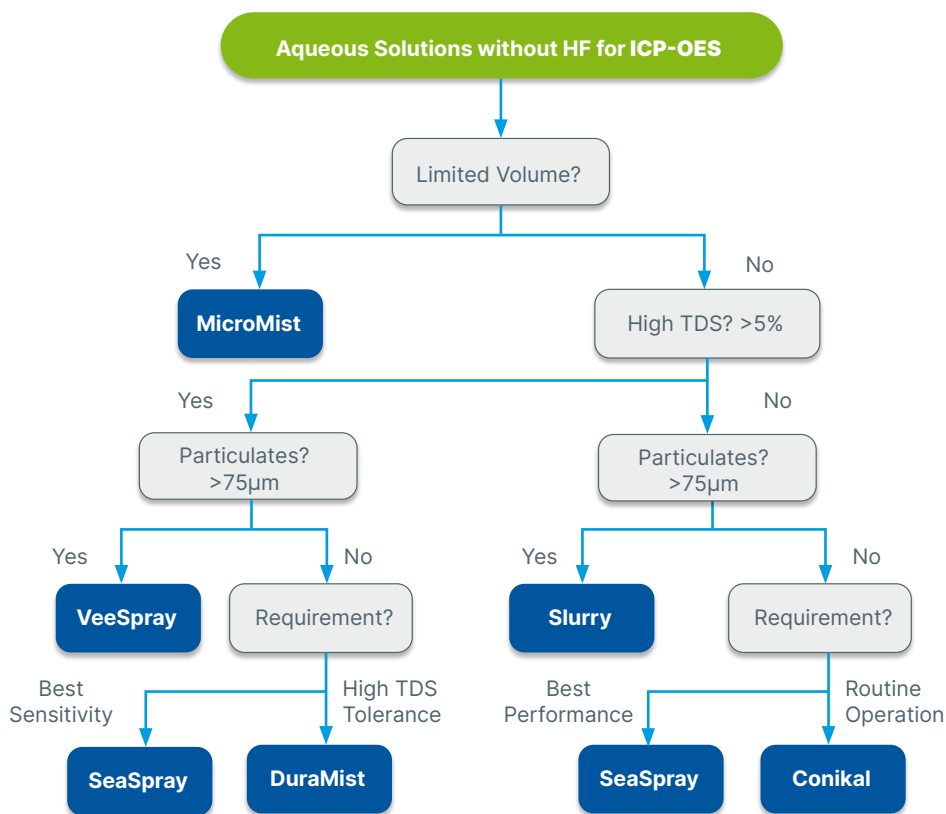 Aqueous Solutions without HF for ICP-OES
Limited Volume?
Yes
No
MicroMist
High TDS? >5%
Yes
No
Particulates?
>75µm
Particulates?
>75µm
Yes
No
Yes
No
VeeSpray
Requirement?
Slurry
Requirement?
Best
Sensitivity
High TDS
Tolerance
Best
Performance
Routine
Operation
SeaSpray
DuraMist
SeaSpray
Conikal